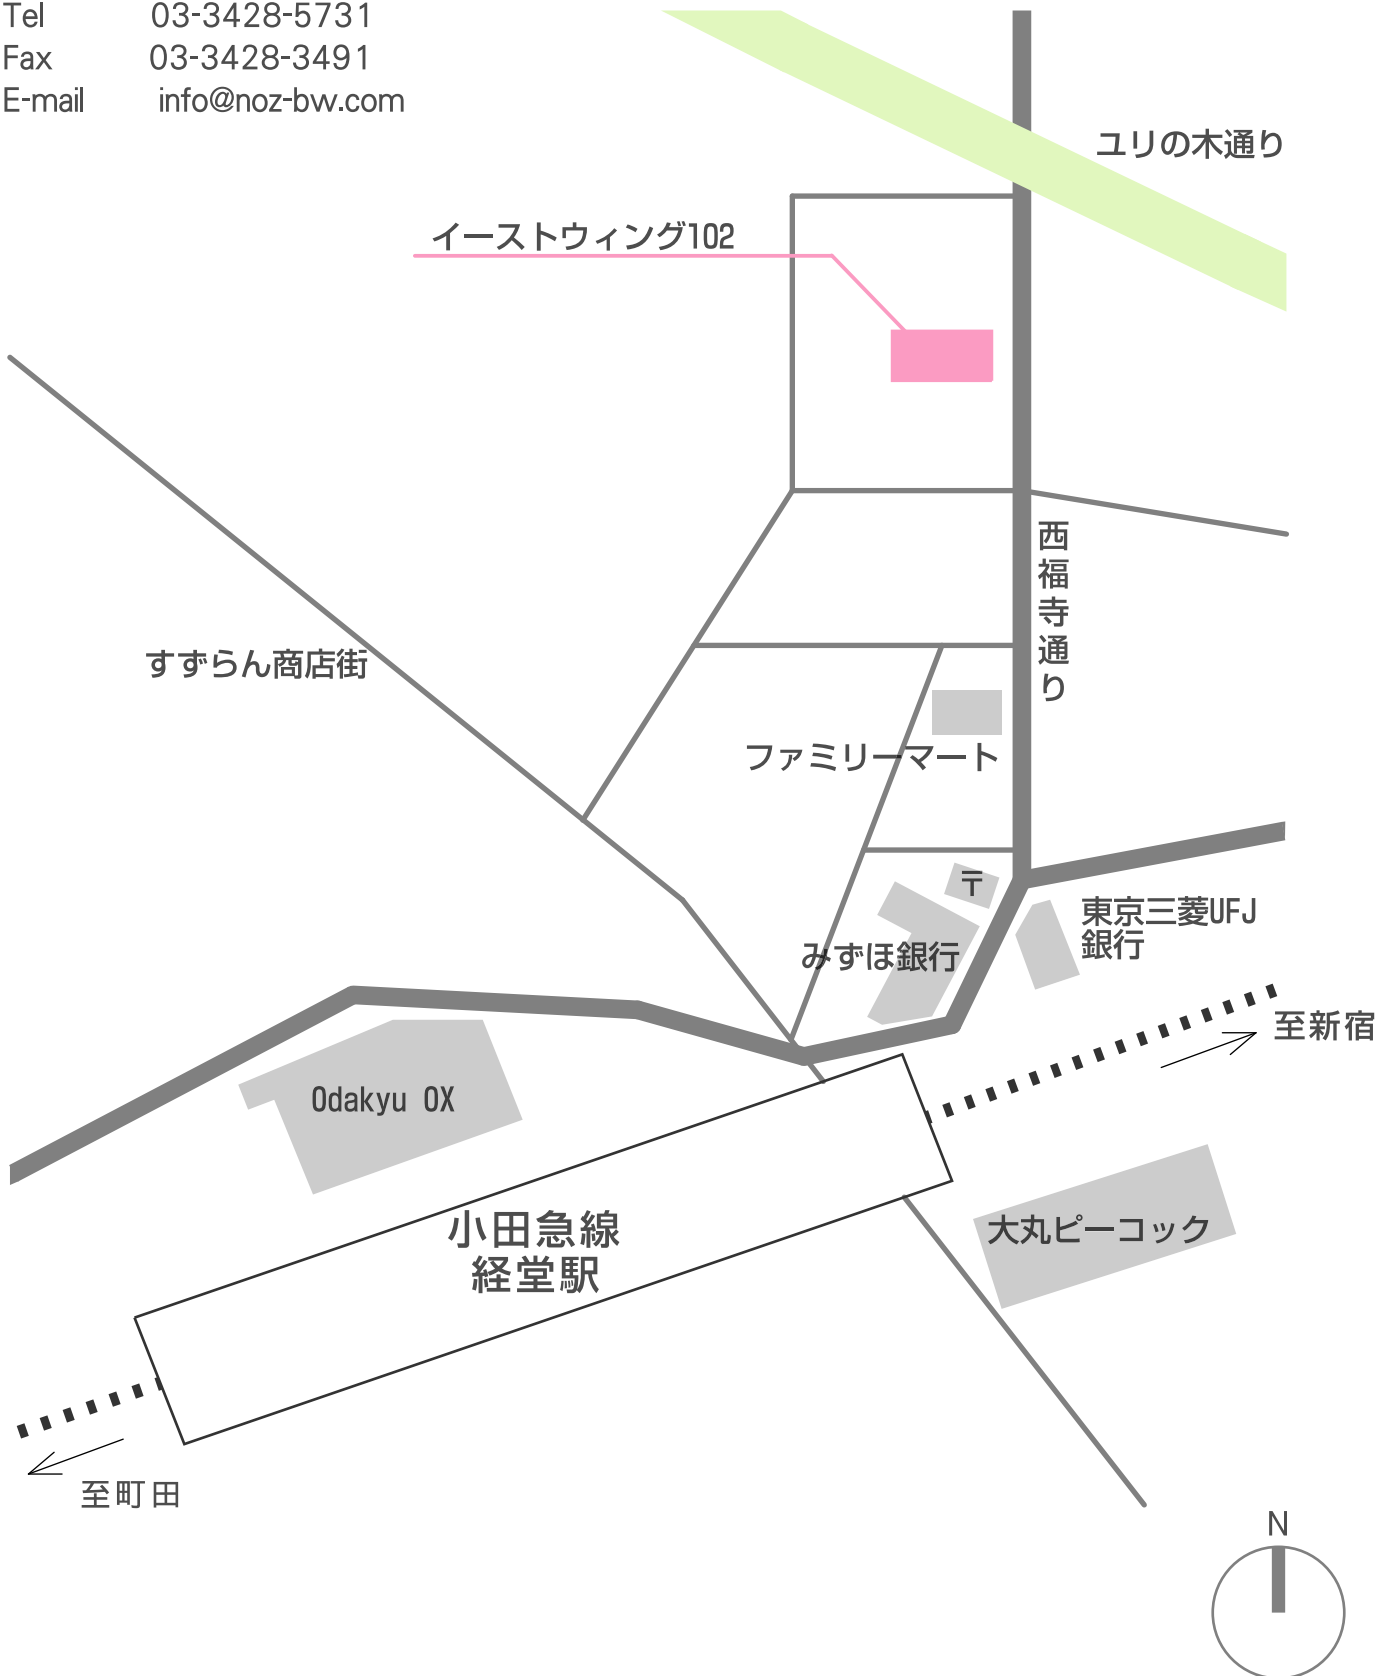 Tel 03-3428-5731
Fax 03-3428-3491
E-mail info@noz-bw.com
ユリの木通り
イーストウィング102
西福寺通り
すずらん商店街
ファミリーマート
〒
東京三菱UFJ
銀行
みずほ銀行
至新宿
Odakyu OX
小田急線
経堂駅
大丸ピーコック
至町田
N